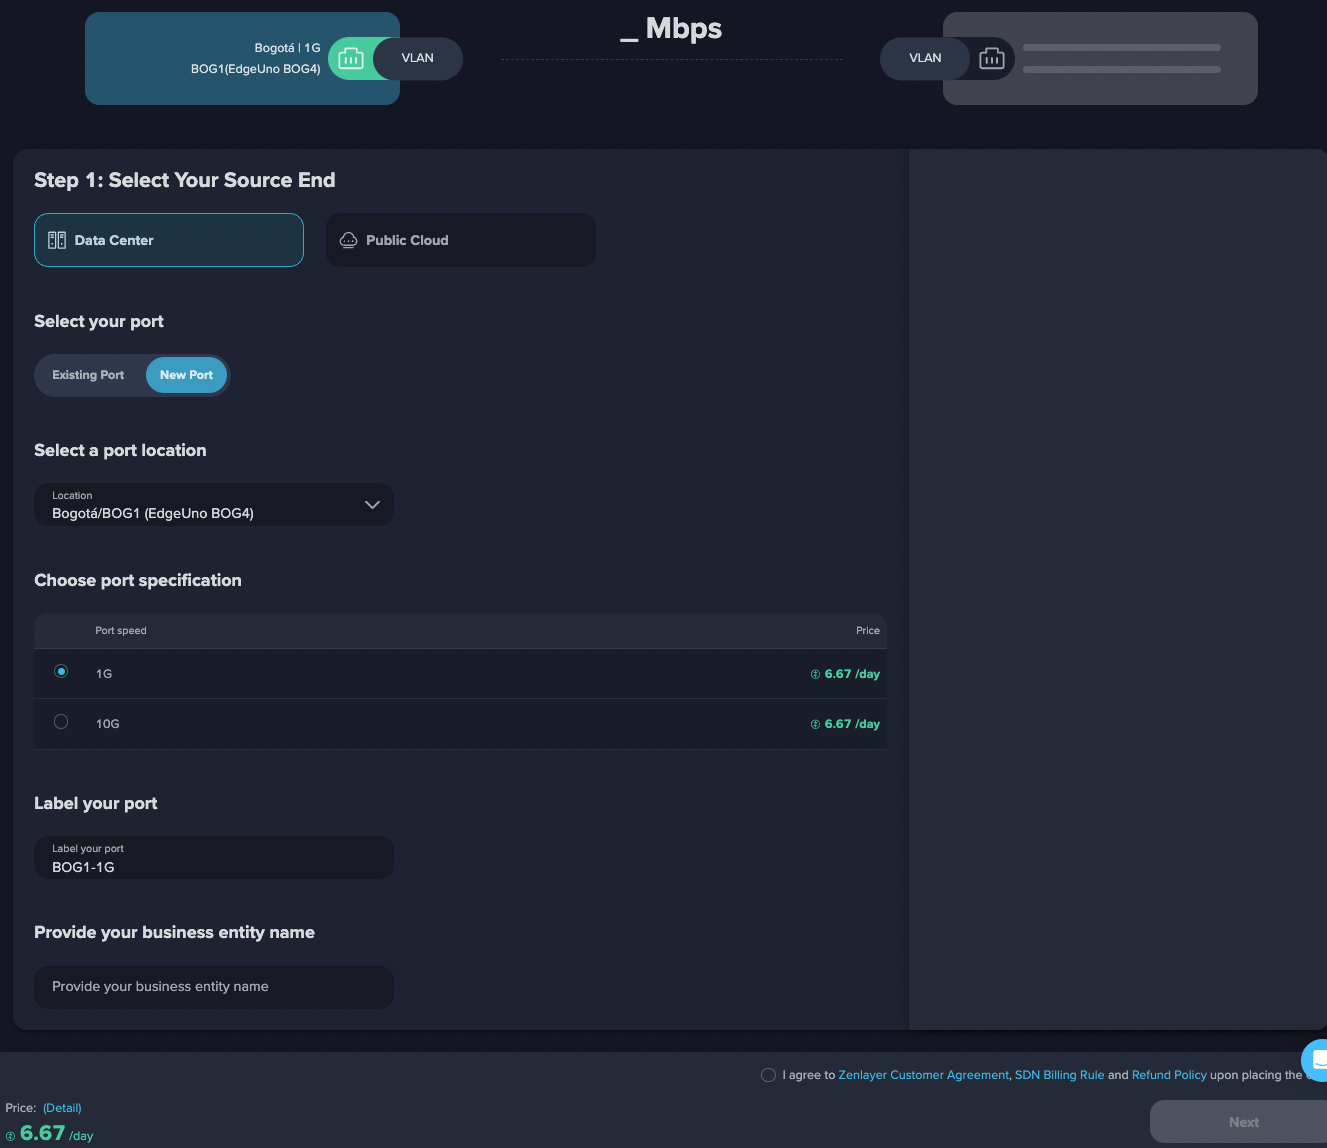 _ Mbps
Bogotá | 1G
BOG1(EdgeUno BOG4)
VLAN
VLAN
Step 1: Select Your Source End
Data Center
Public Cloud
Select your port
Existing Port
New Port
Select a port location
Location
Bogotá/BOG1 (EdgeUno BOG4)
Choose port specification
Port speed Price
1G 6.67 /day
10G 6.67 /day
Label your port
Label your port
BOG1-1G
Provide your business entity name
Provide your business entity name
I agree to Zenlayer Customer Agreement, SDN Billing Rule and Refund Policy upon placing the
Price: (Detail)
6.67 /day
Next